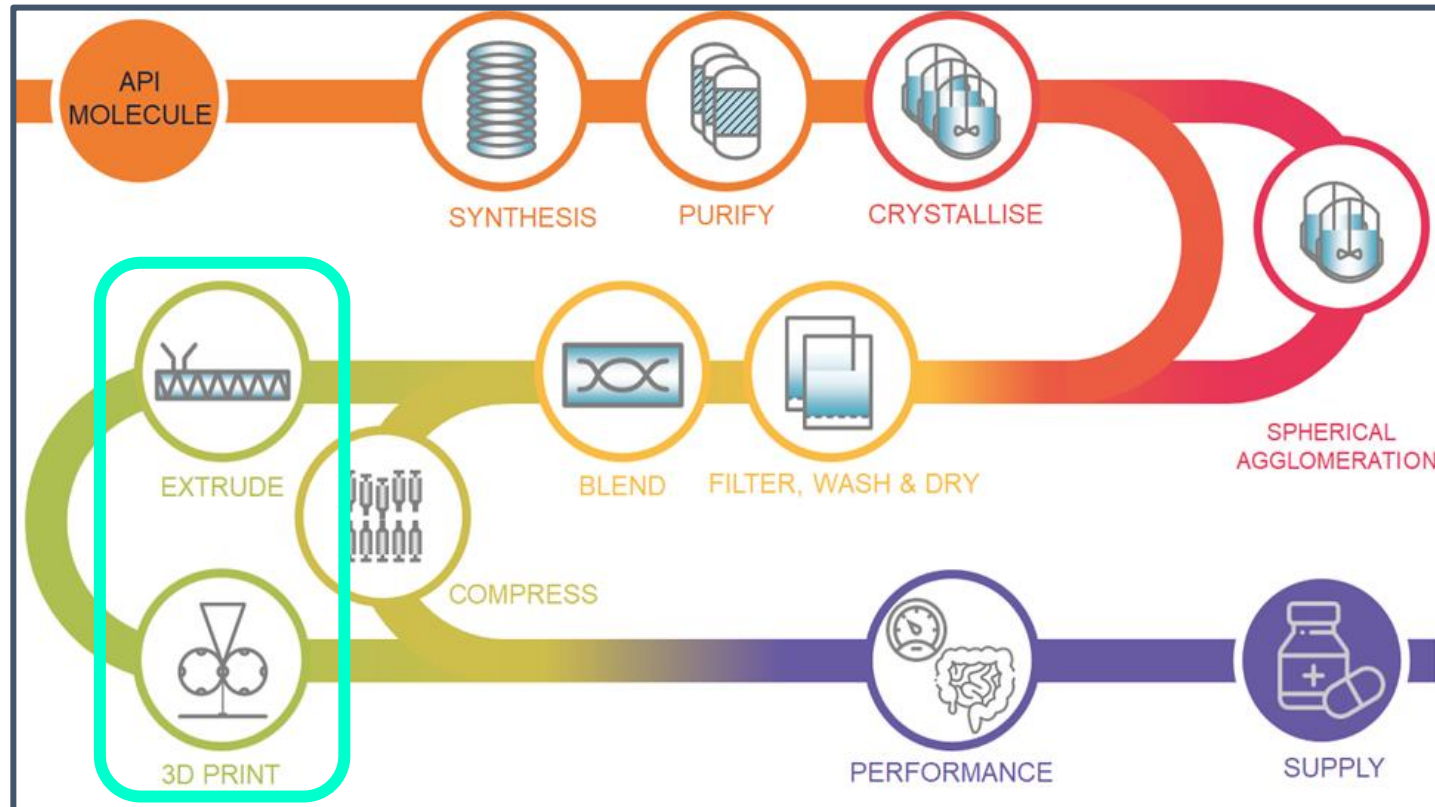 API
MOLECULE
SYNTHESIS
PURIFY
CRYSTALLISE
SPHERICAL
AGGLOMERATION
FILTER, WASH & DRY
BLEND
EXTRUDE
COMPRESS
3D PRINT
PERFORMANCE
SUPPLY